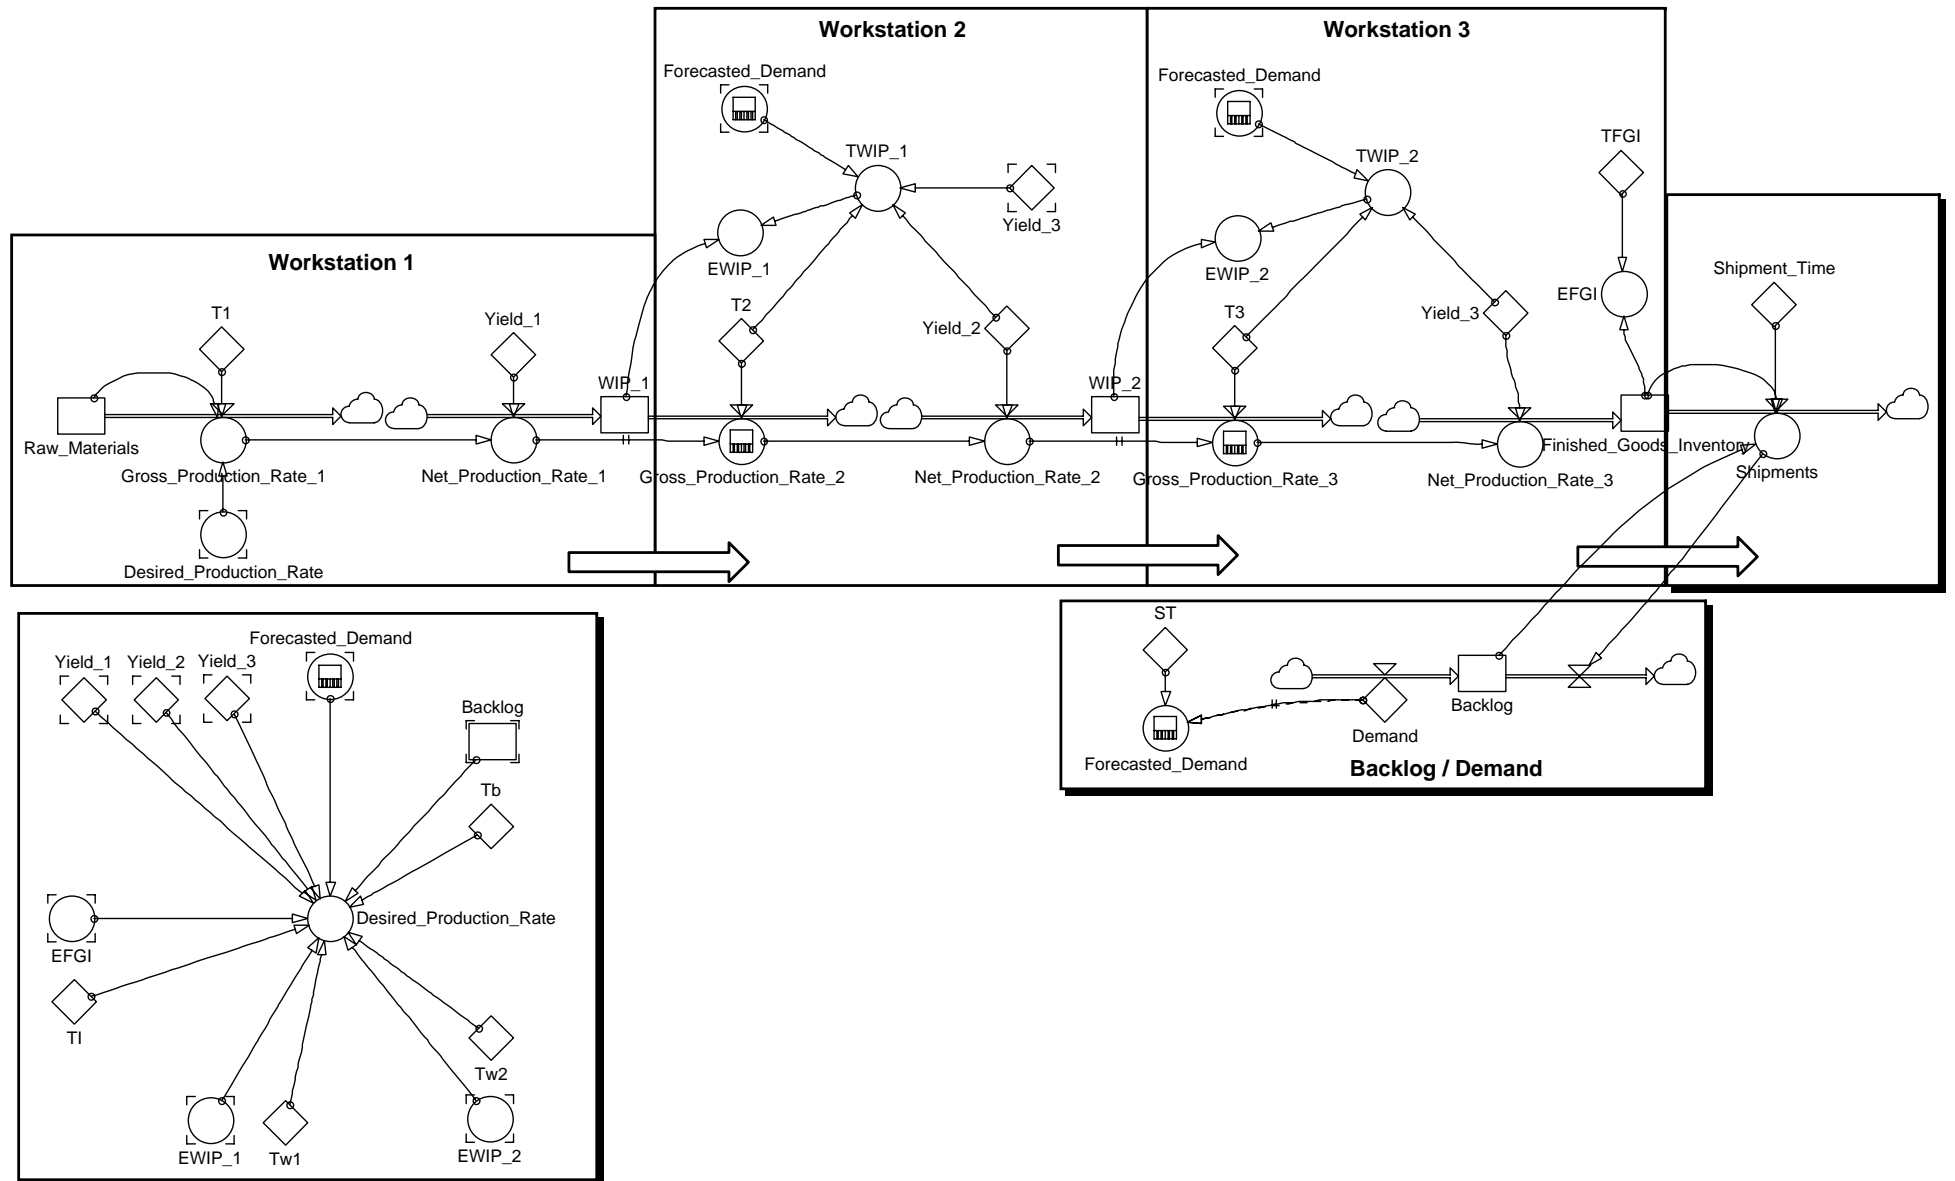 Workstation 2
Workstation 3
Forecasted_Demand
Forecasted_Demand
TFGI
TWIP_1
TWIP_2
Yield_3
Workstation 1
EWIP_1
EWIP_2
Shipment_Time
EFGI
T1
Yield_1
T2
Yield_2
T3
Yield_3
WIP_1
WIP_2
Raw_Materials
Finished_Goods_Inventory
Gross_Production_Rate_1
Net_Production_Rate_1
Gross_Production_Rate_2
Net_Production_Rate_2
Gross_Production_Rate_3
Net_Production_Rate_3
Shipments
Desired_Production_Rate
ST
Backlog
Demand
Forecasted_Demand
Backlog / Demand
Forecasted_Demand
Yield_1
Yield_2
Yield_3
Backlog
Tb
Desired_Production_Rate
EFGI
TI
Tw2
EWIP_1
Tw1
EWIP_2